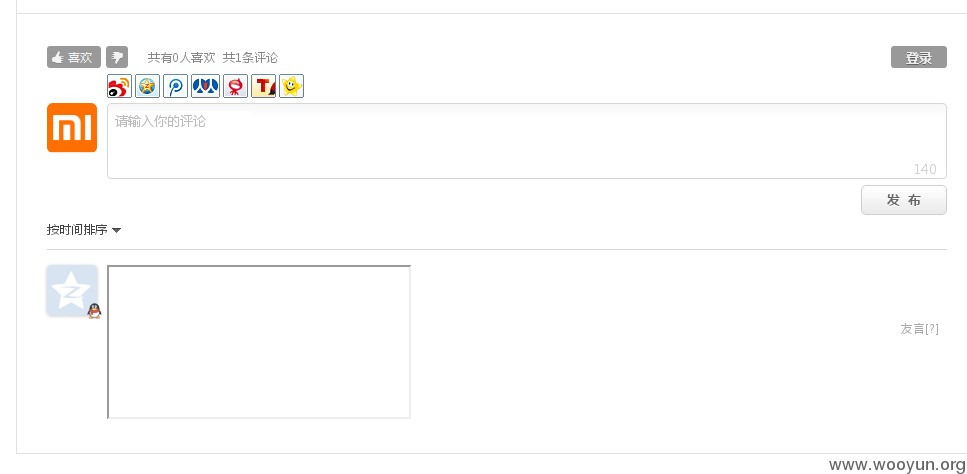 喜欢 共有0人喜欢 共1条评论 登录
请输入你的评论
140
发 布
按时间排序
友言[?]
www.wooyun.org